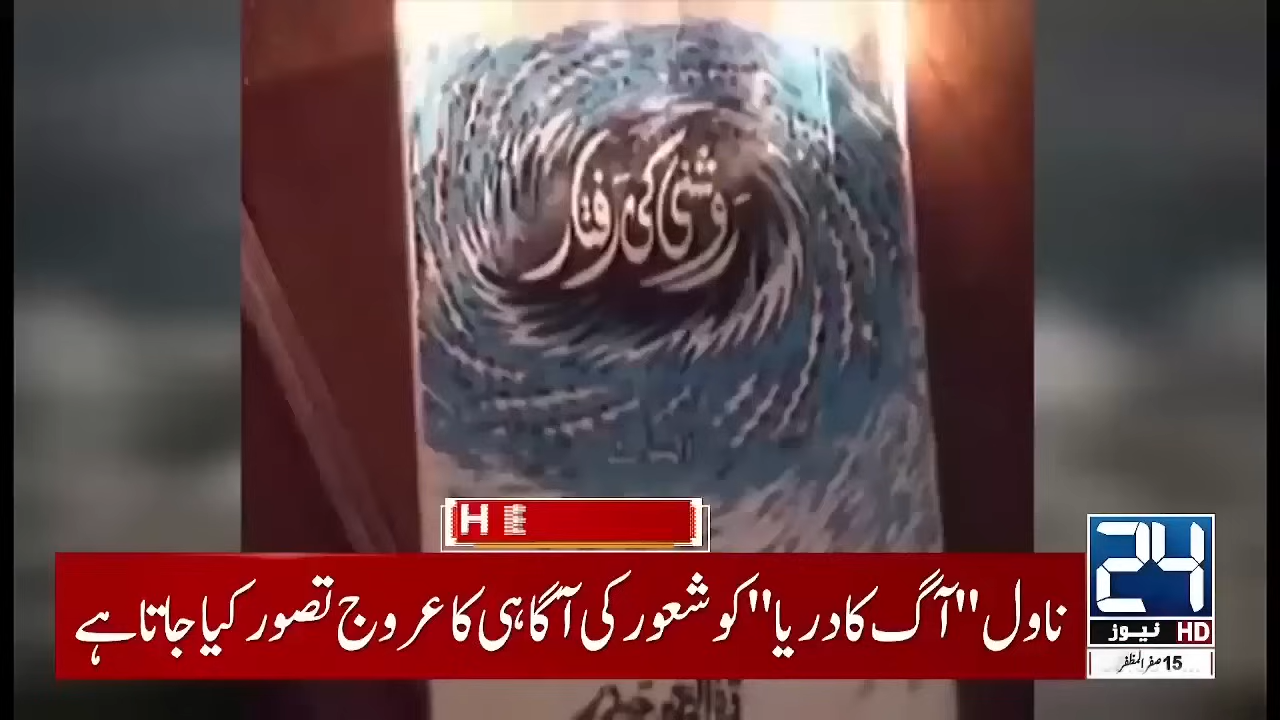 روشنی کی رفتار
HE
ناول "آگ کا دریا" کو شعور کی آگاہی کا عروج تصور کیا جاتا ہے
24
نیوز HD
15 صفر المظفر